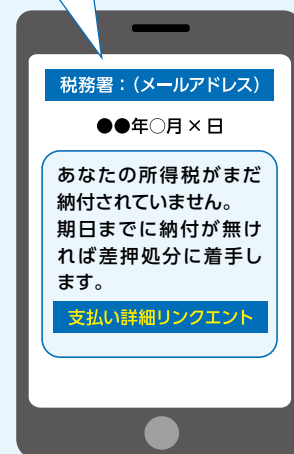 税務署：（メールアドレス）
●●年○月×日
あなたの所得税がまだ
納付されていません。
期日までに納付が無け
れば差押処分に着手し
ます。
支払い詳細リンクエント